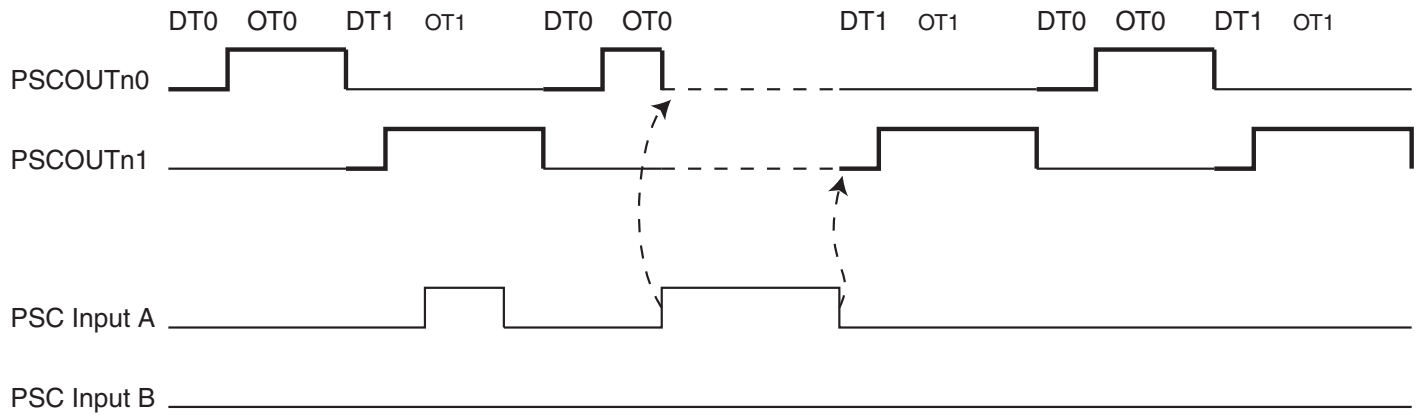 DT0 OT0 DT1 OT1 DT0 OT0 DT1 OT1 DT0 OT0 DT1 OT1
PSCOUTn0
PSCOUTn1
PSC Input A
PSC Input B